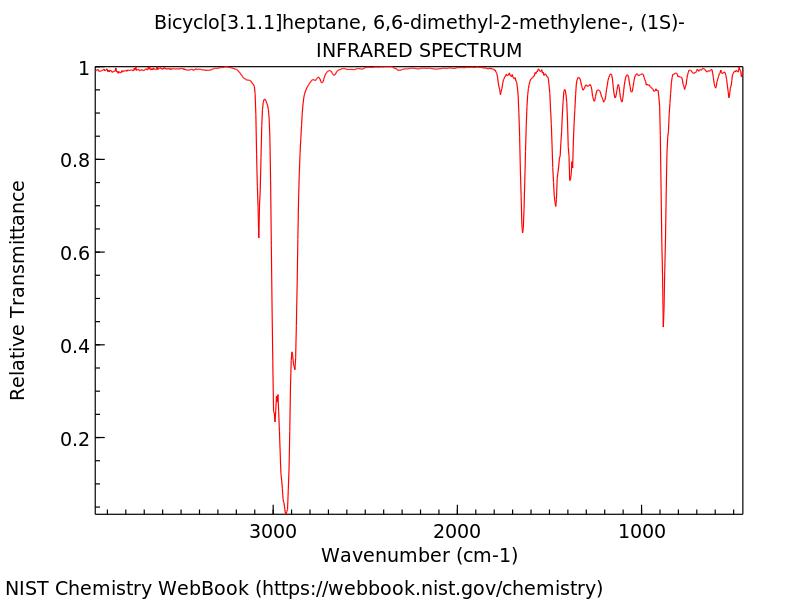 Bicyclo[3.1.1]heptane, 6,6-dimethyl-2-methylene-, (1S)-
INFRARED SPECTRUM
1
0.8
0.6
0.4
0.2
Relative Transmittance
3000 2000 1000
Wavenumber (cm-1)
NIST Chemistry WebBook (https://webbook.nist.gov/chemistry)